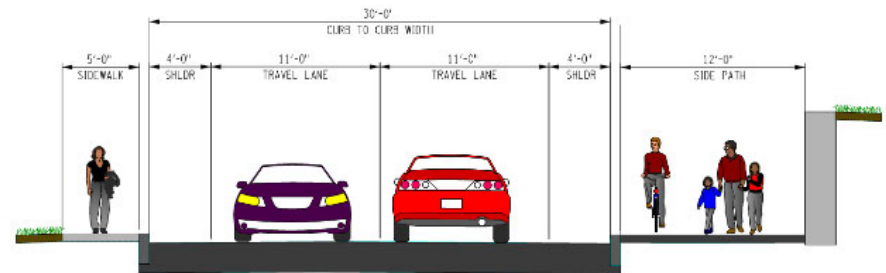 30'-0"
CURB TO CURB WIDTH
5'-0"
SIDEWALK
4'-0"
SHLDR
11'-0"
TRAVEL LANE
11'-0"
TRAVEL LANE
4'-0"
SHLDR
12'-0"
SIDE PATH